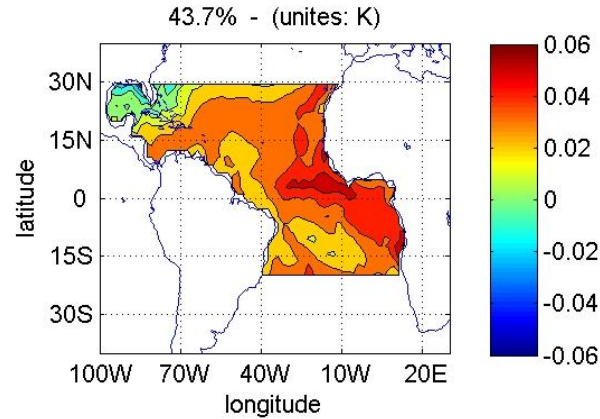 43.7% - (unites: K)
30N
15N
0
15S
30S
latitude
100W 70W 40W 10W 20E
longitude
0.06
0.04
0.02
0
-0.02
-0.04
-0.06